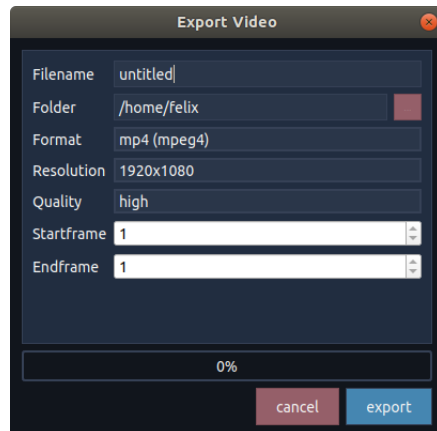 Export Video
Filename untitled
Folder /home/felix
Format mp4 (mpeg4)
Resolution 1920x1080
Quality high
Startframe 1
Endframe 1
0%
cancel export